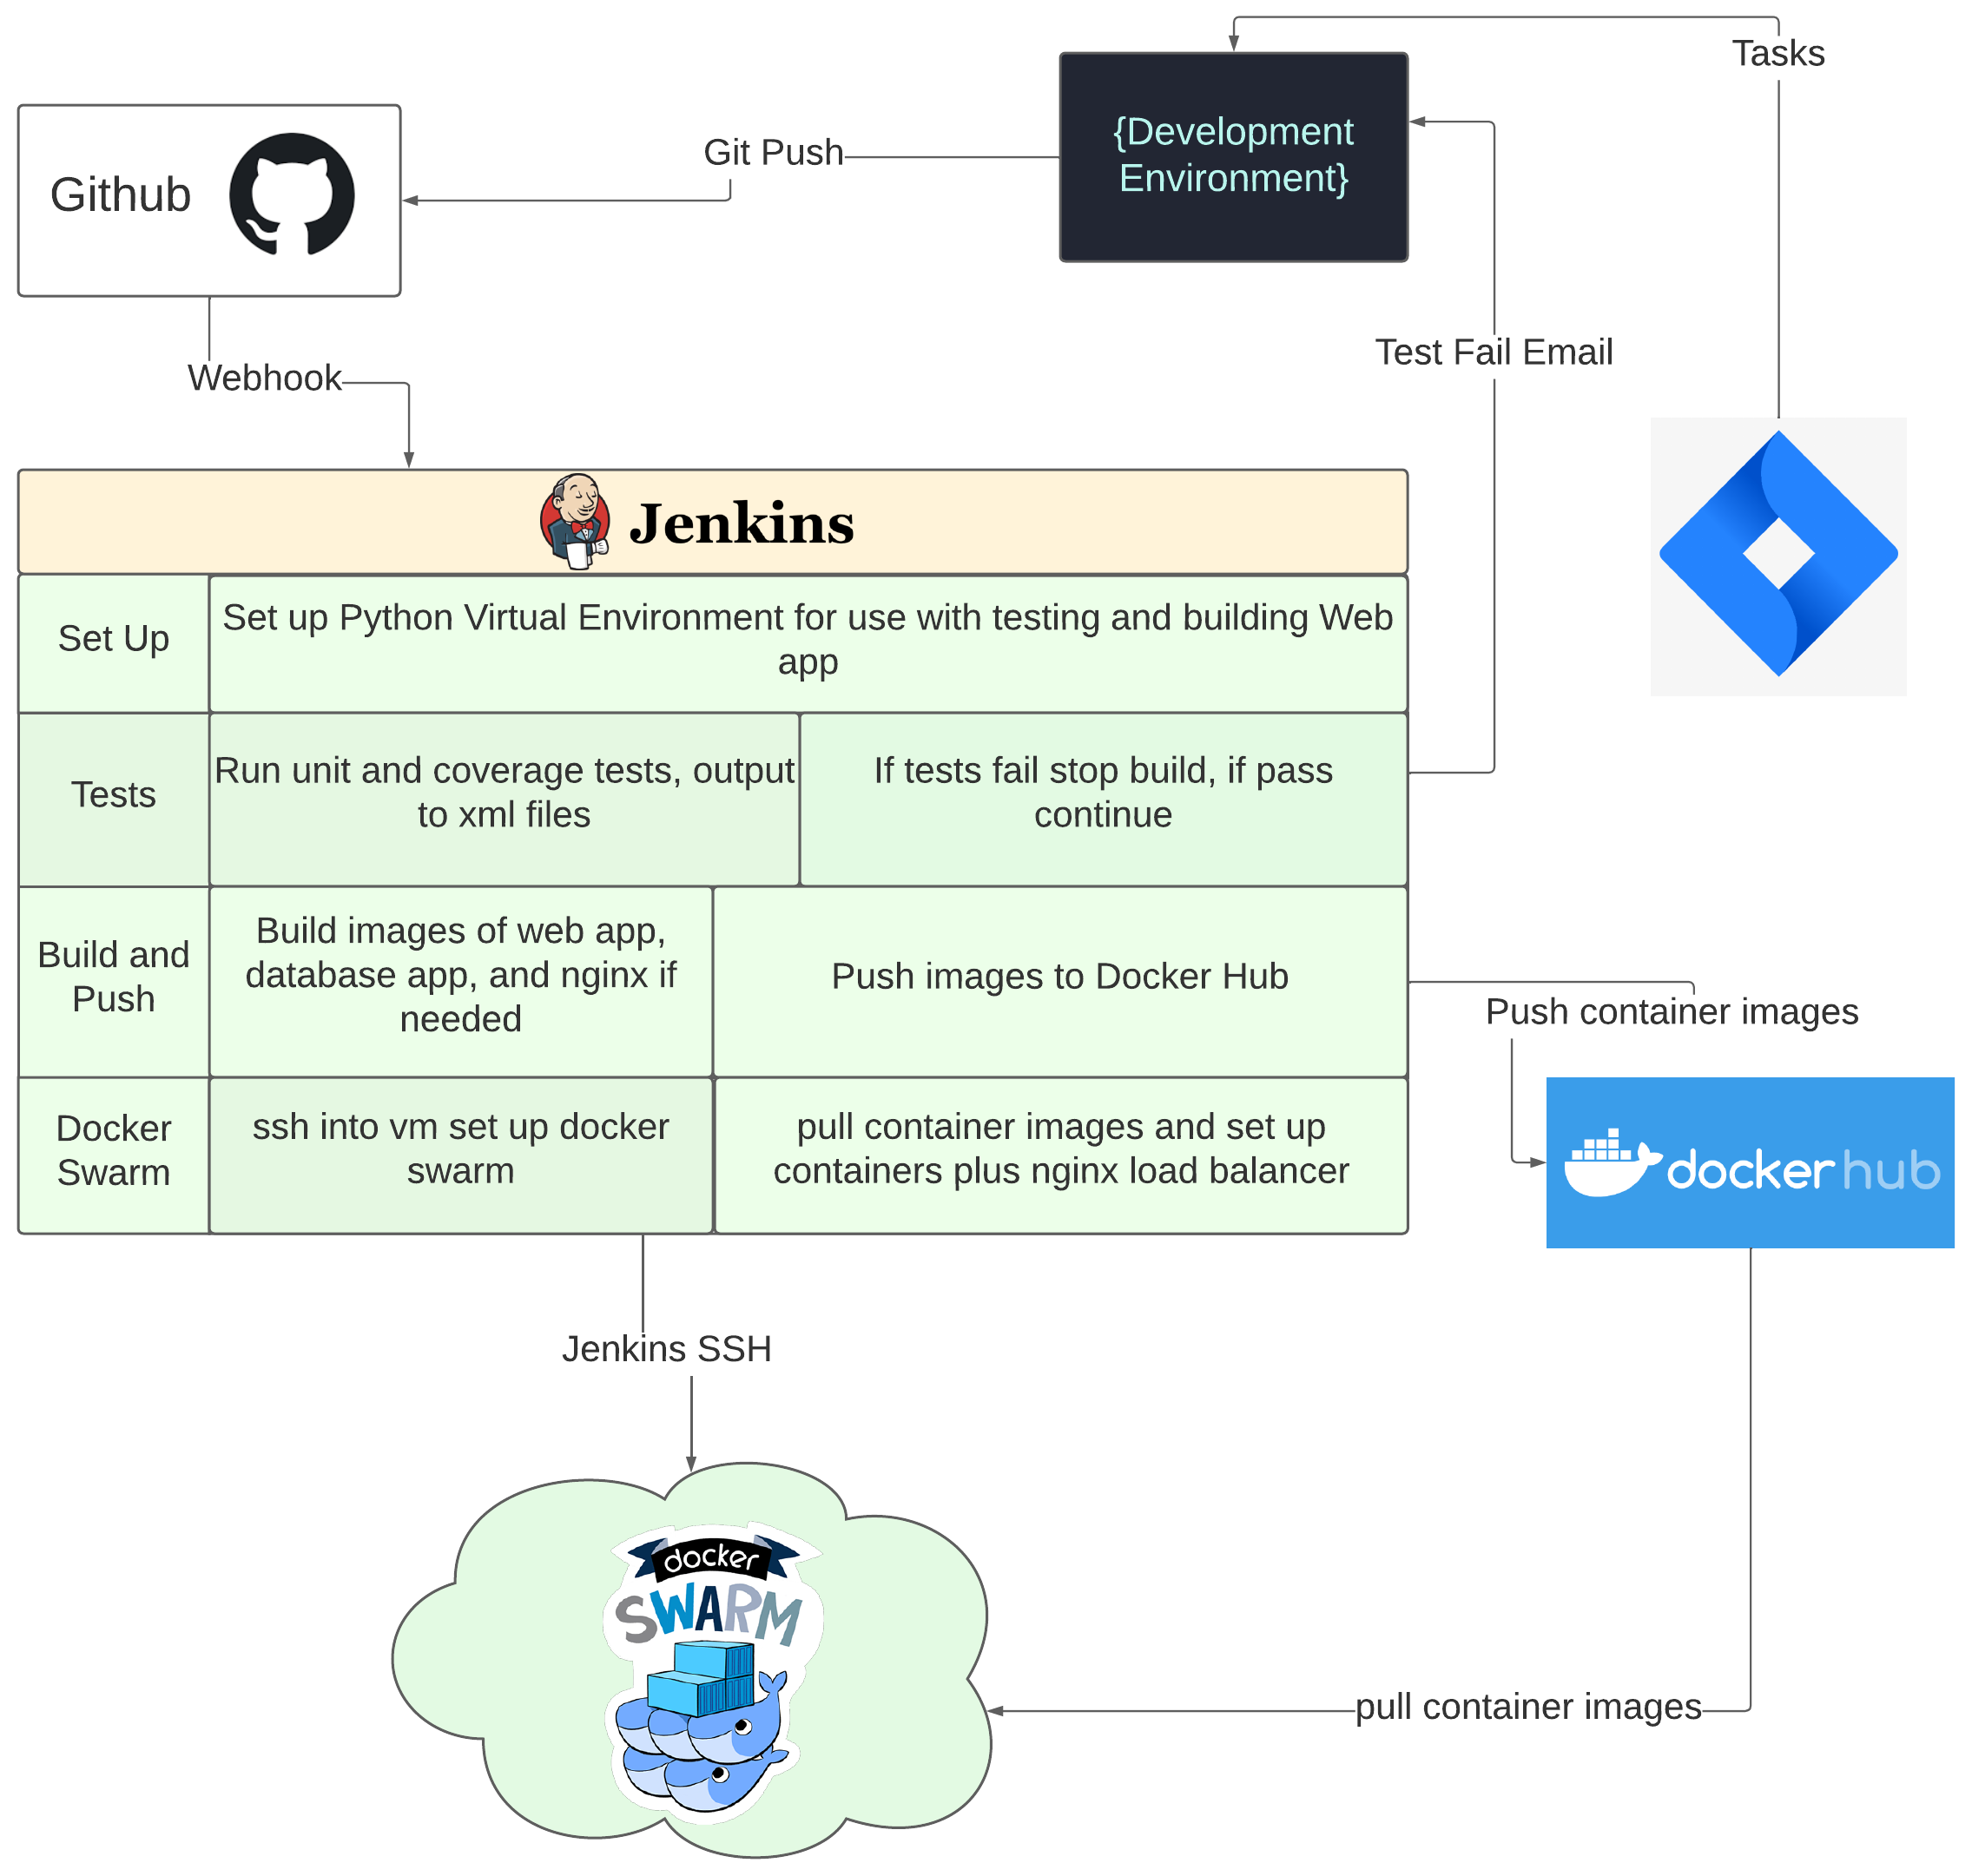 Tasks
{Development
Environment}
Git Push
Github
Test Fail Email
Webhook
Jenkins
Set Up
Set up Python Virtual Environment for use with testing and building Web
app
Tests
Run unit and coverage tests, output
to xml files
If tests fail stop build, if pass
continue
Build and
Push
Build images of web app,
database app, and nginx if
needed
Push images to Docker Hub
Push container images
Docker
Swarm
ssh into vm set up docker
swarm
pull container images and set up
containers plus nginx load balancer
dockerhub
Jenkins SSH
docker
SWARM
pull container images